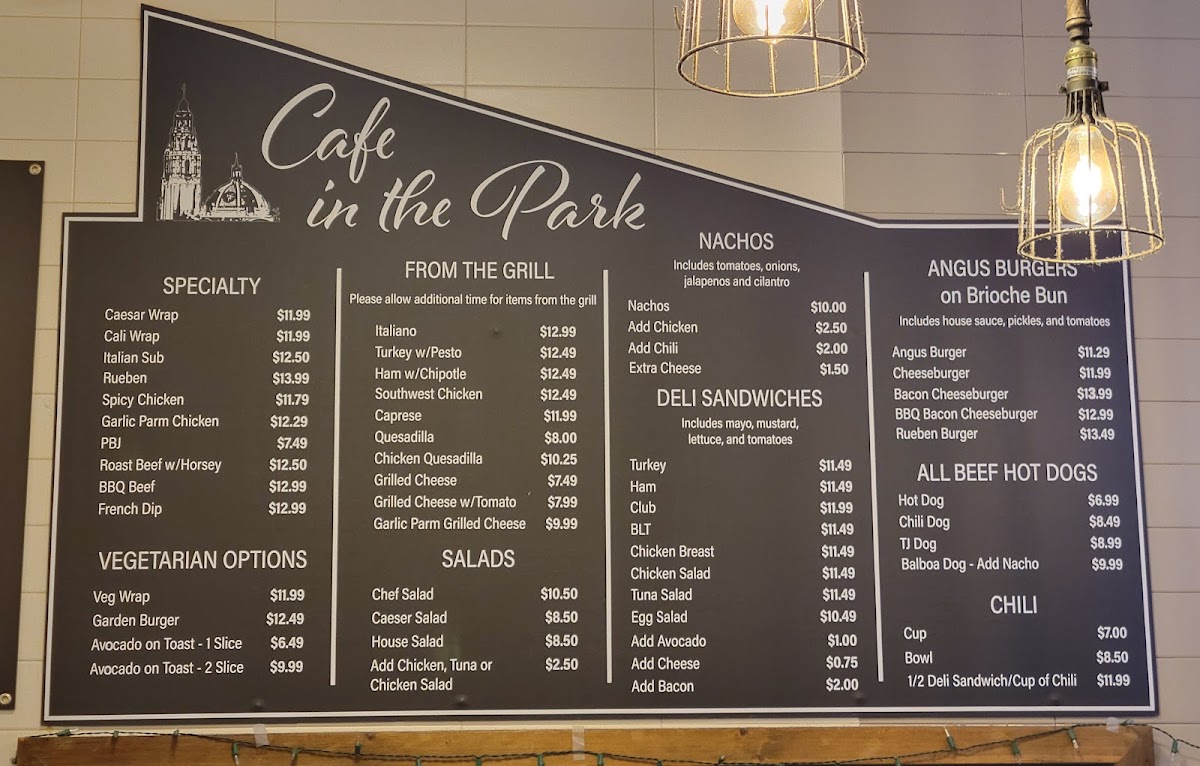 Cafe
in the Park
SPECIALTY
Caesar Wrap $11.99
Cali Wrap $11.99
Italian Sub $12.50
Rueben $13.99
Spicy Chicken $11.79
Garlic Parm Chicken $12.29
PBJ $7.49
Roast Beef w/Horsey $12.50
BBQ Beef $12.99
French Dip $12.99
VEGETARIAN OPTIONS
Veg Wrap $11.99
Garden Burger $12.49
Avocado on Toast - 1 Slice $6.49
Avocado on Toast - 2 Slice $9.99
FROM THE GRILL
Please allow additional time for items from the grill
Italiano $12.99
Turkey w/Pesto $12.49
Ham w/Chipotle $12.49
Southwest Chicken $12.49
Caprese $11.99
Quesadilla $8.00
Chicken Quesadilla $10.25
Grilled Cheese $7.49
Grilled Cheese w/Tomato $7.99
Garlic Parm Grilled Cheese $9.99
SALADS
Chef Salad $10.50
Caeser Salad $8.50
House Salad $8.50
Add Chicken, Tuna or $2.50
Chicken Salad
NACHOS
Includes tomatoes, onions,
jalapenos and cilantro
Nachos $10.00
Add Chicken $2.50
Add Chili $2.00
Extra Cheese $1.50
DELI SANDWICHES
Includes mayo, mustard,
lettuce, and tomatoes
Turkey $11.49
Ham $11.49
Club $11.99
BLT $11.49
Chicken Breast $11.49
Chicken Salad $11.49
Tuna Salad $11.49
Egg Salad $10.49
Add Avocado $1.00
Add Cheese $0.75
Add Bacon $2.00
ANGUS BURGERS
on Brioche Bun
Includes house sauce, pickles, and tomatoes
Angus Burger $11.29
Cheeseburger $11.99
Bacon Cheeseburger $13.99
BBQ Bacon Cheeseburger $12.99
Rueben Burger $13.49
ALL BEEF HOT DOGS
Hot Dog $6.99
Chili Dog $8.49
TJ Dog $8.99
Balboa Dog - Add Nacho $9.99
CHILI
Cup $7.00
Bowl $8.50
1/2 Deli Sandwich/Cup of Chili $11.99